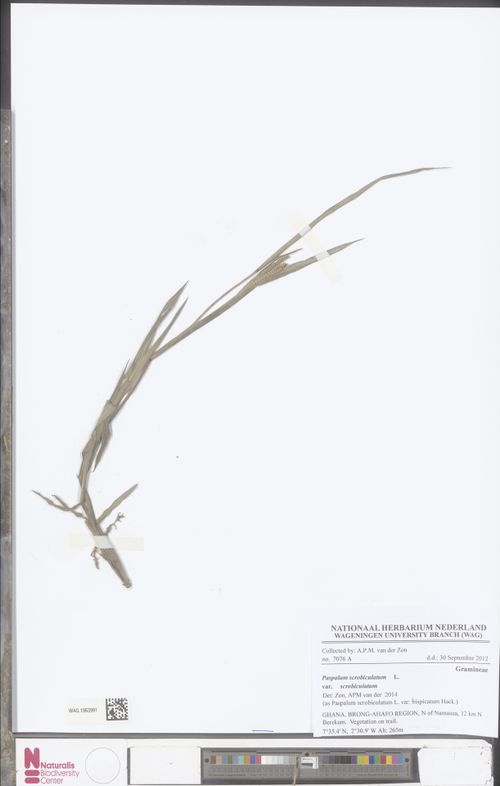 NATIONAAL HERBARIUM NEDERLAND
WAGENINGEN UNIVERSITY BRANCH (WAG)
Collected by: A.P.M. van der Zon
no. 7076 A d.d.: 30 September 2012
Gramineae
Paspalum scrobiculatum L.
var. scrobiculatum
Det: Zon, APM van der 2014
(as Paspalum scrobiculatum L. var. bispicatum Hack.)
GHANA, BRONG-AHAFO REGION, N of Namasua, 12 km N
Berekum. Vegetation on trail.
7°35.4'N, 2°30.9'W Alt: 265m
WAG.1963991
Naturalis
Biodiversity
Center